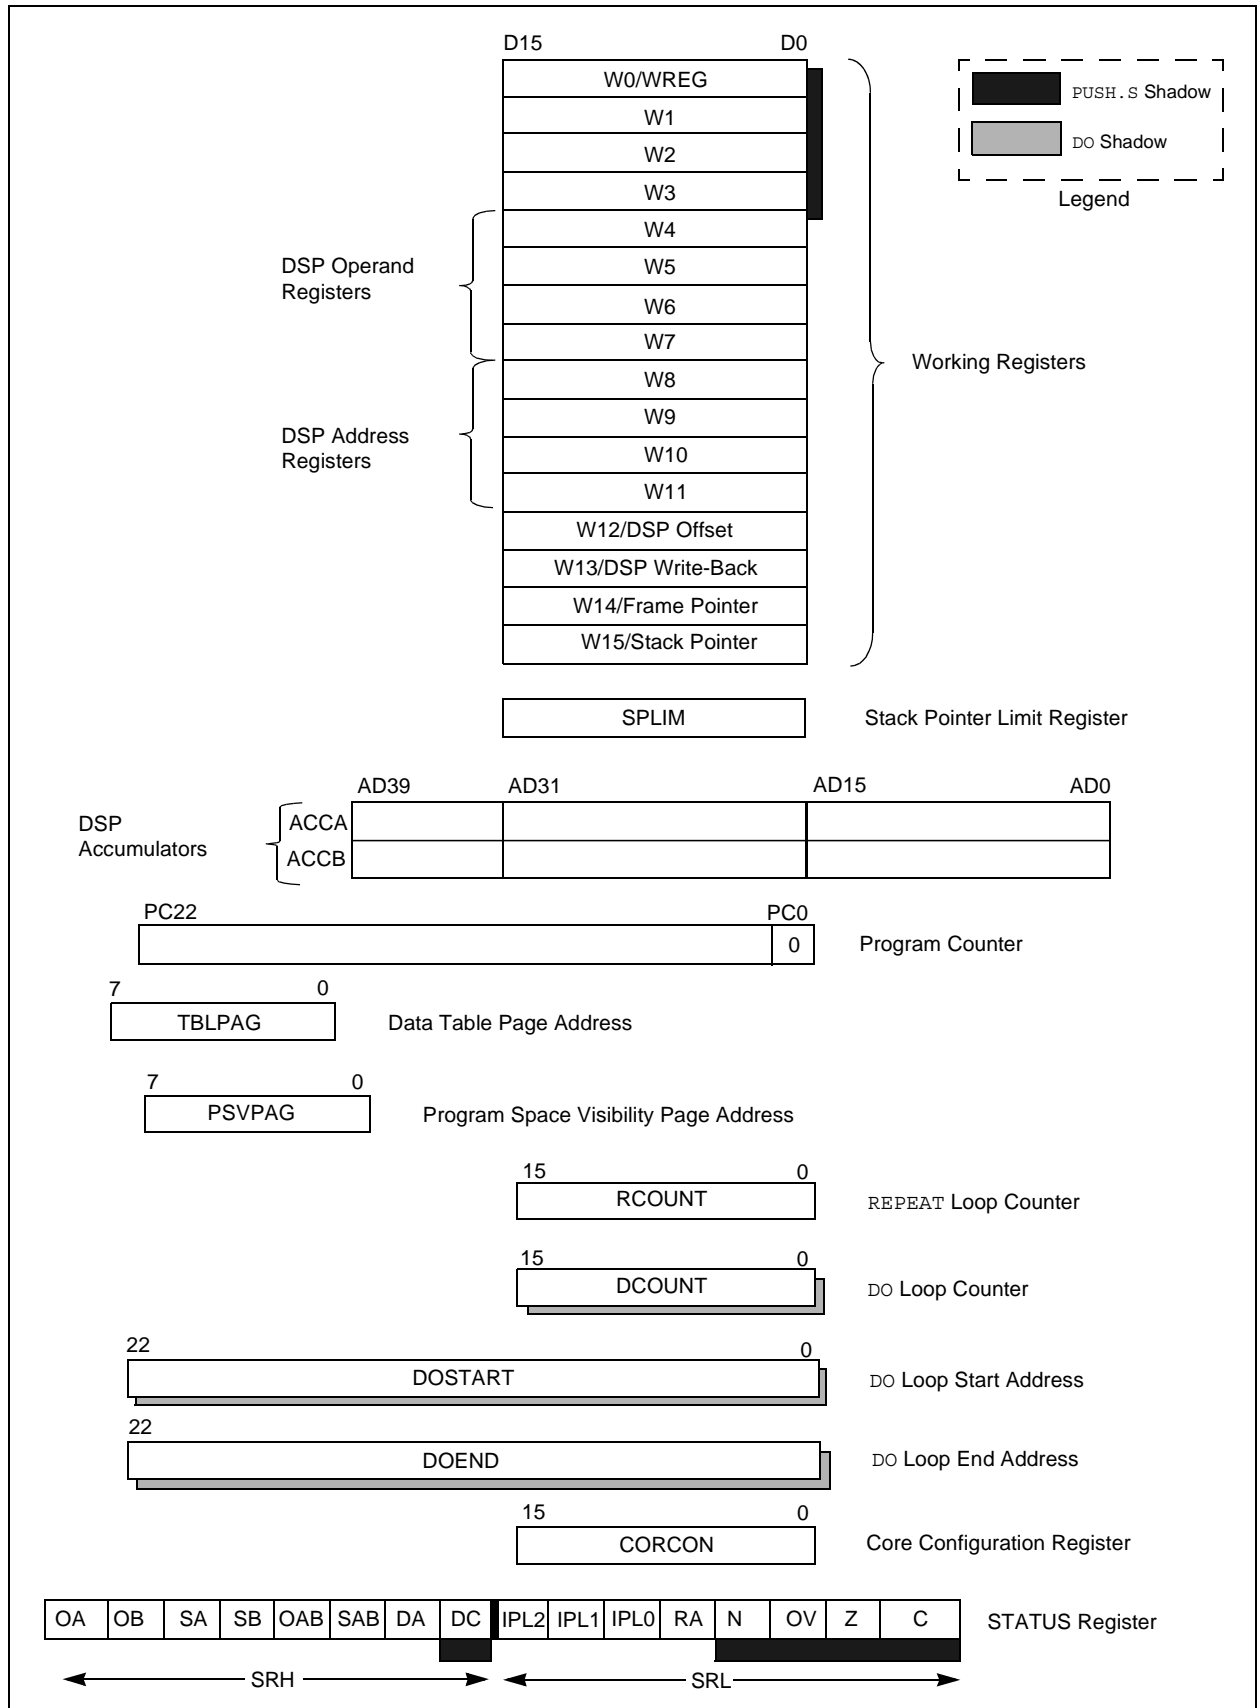 D15 D0
W0/WREG
PUSH.S Shadow
W1
DO Shadow
W2
W3
Legend
W4
DSP Operand
Registers
W5
W6
W7
Working Registers
W8
W9
DSP Address
Registers
W10
W11
W12/DSP Offset
W13/DSP Write-Back
W14/Frame Pointer
W15/Stack Pointer
SPLIM Stack Pointer Limit Register
AD39 AD31 AD15 AD0
DSP
Accumulators
ACCA
ACCB
PC22 PC0
0 Program Counter
7 0
TBLPAG Data Table Page Address
7 0
PSVPAG Program Space Visibility Page Address
15 0
RCOUNT REPEAT Loop Counter
15 0
DCOUNT DO Loop Counter
22 0
DOSTART DO Loop Start Address
22
DOEND DO Loop End Address
15 0
CORCON Core Configuration Register
OA OB SA SB OAB SAB DA DC IPL2 IPL1 IPL0 RA N OV Z C STATUS Register
SRH SRL